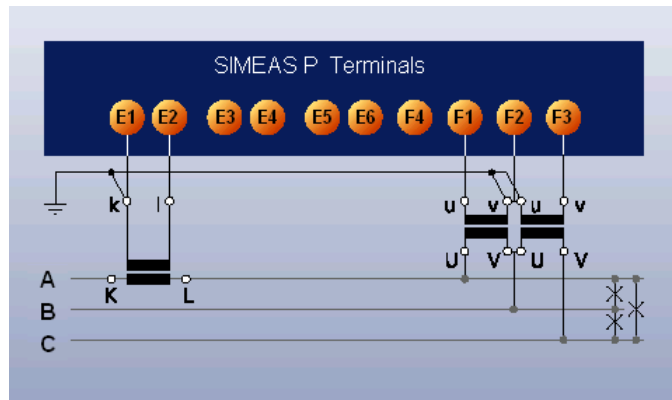 SIMEAS P Terminals
E1 E2 E3 E4 E5 E6 F4 F1 F2 F3
k l u v u v
U V U V
A K L
B
C